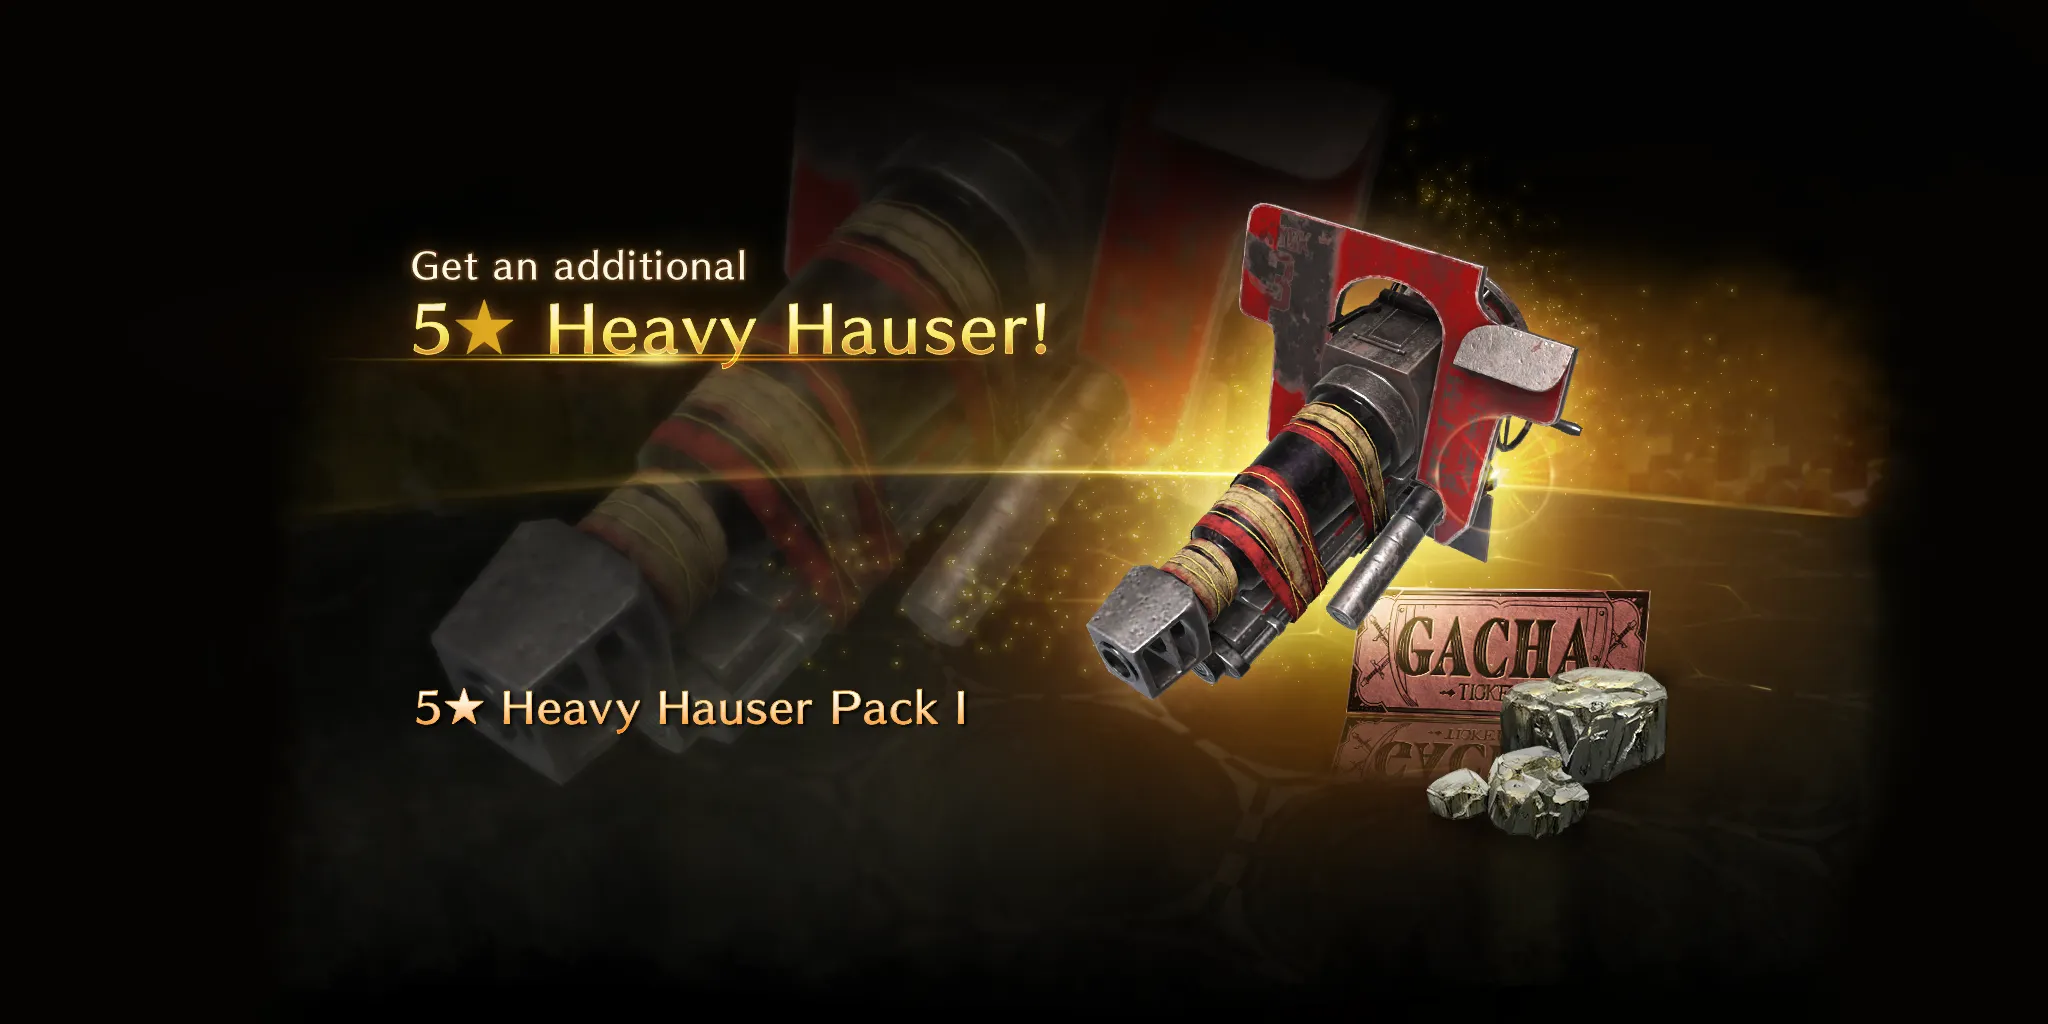 Get an additional
5★ Heavy Hauser!
5★ Heavy Hauser Pack I
GACHA